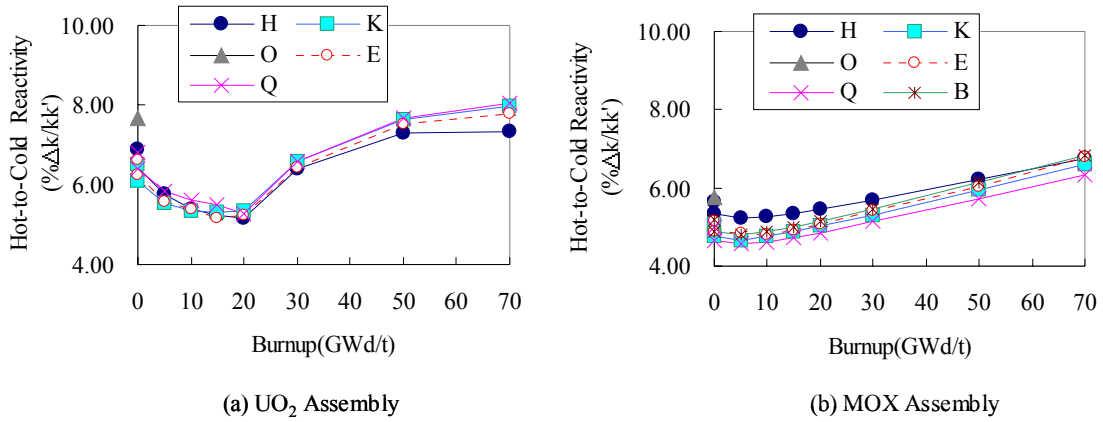 10.00
8.00
6.00
4.00
Hot-to-Cold Reactivity
(%Δk/kk')
H K
O E
Q
0 10 20 30 40 50 60 70
Burnup(GWd/t)
(a) UO₂ Assembly
10.00
8.00
6.00
4.00
Hot-to-Cold Reactivity
(%Δk/kk')
H K
O E
Q B
0 10 20 30 40 50 60 70
Burnup(GWd/t)
(b) MOX Assembly